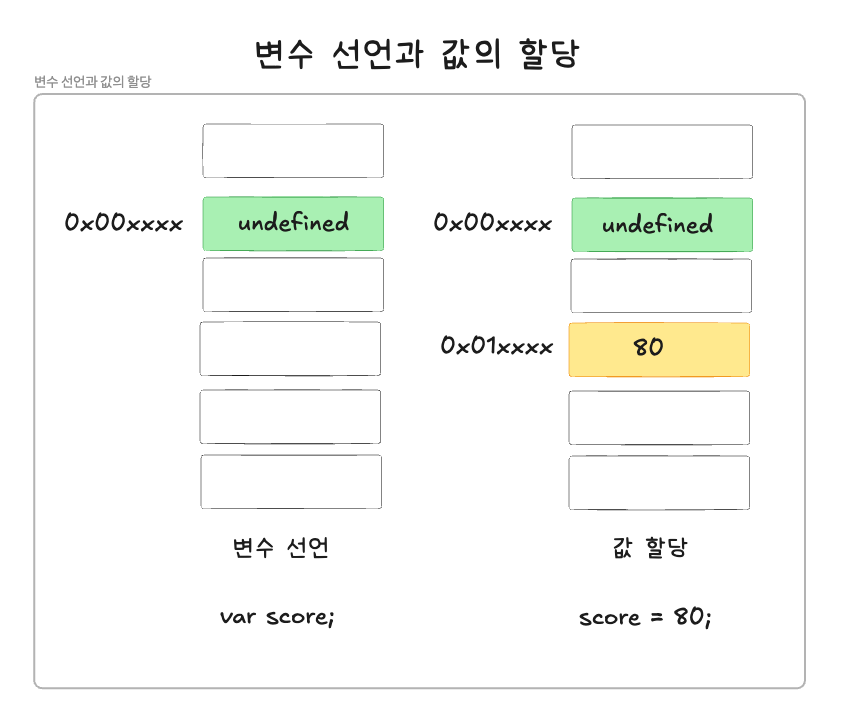 변수 선언과 값의 할당
변수 선언과 값의 할당
0x00xxxx
undefined
변수 선언
var score;
0x00xxxx
undefined
0x01xxxx
80
값 할당
score = 80;